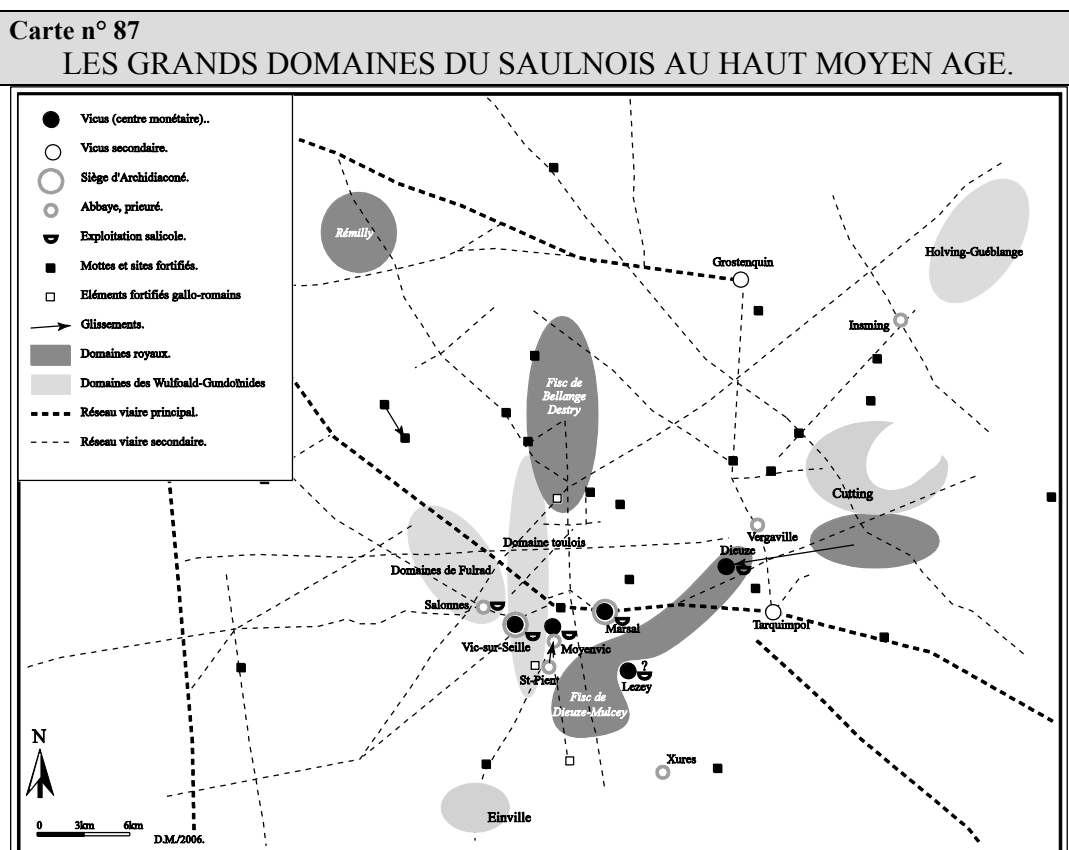 Carte n° 87
LES GRANDS DOMAINES DU SAULNOIS AU HAUT MOYEN AGE.
Vicus (centre monétaire)..
Vicus secondaire.
Siège d'Archidiaconé.
Abbaye, prieuré.
Exploitation salicole.
Mottes et sites fortifiés.
Eléments fortifiés gallo-romains
Glissements.
Domaines royaux.
Domaines des Wulfoald-Gundoïnides
Réseau viaire principal.
Réseau viaire secondaire.
Rémilly
Holving-Guéblange
Grostenquin
Insming
Fisc de
Bellange
Destry
Cutting
Vergaville
Domaine toulois
Dieuze
Domaines de Fulrad
Salonnes
Marsal
Tarquimpol
Vic-sur-Seille
Moyenvic
St-Pien
?
Lezey
Fisc de
Dieuze-Mulcey
Xures
Einville
N
0 3km 6km
D.M./2006.